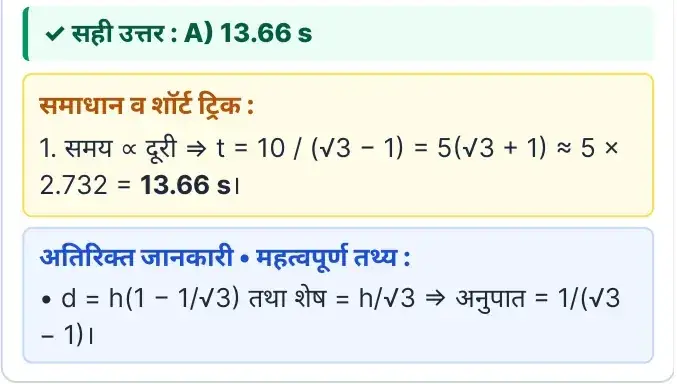 ✓ सही उत्तर : A) 13.66 s
समाधान व शॉर्ट ट्रिक :
1. समय ∝ दूरी ⇒ t = 10 / (√3 − 1) = 5(√3 + 1) ≈ 5 ×
2.732 = 13.66 s।
अतिरिक्त जानकारी • महत्वपूर्ण तथ्य :
• d = h(1 − 1/√3) तथा शेष = h/√3 ⇒ अनुपात = 1/(√3
− 1)।